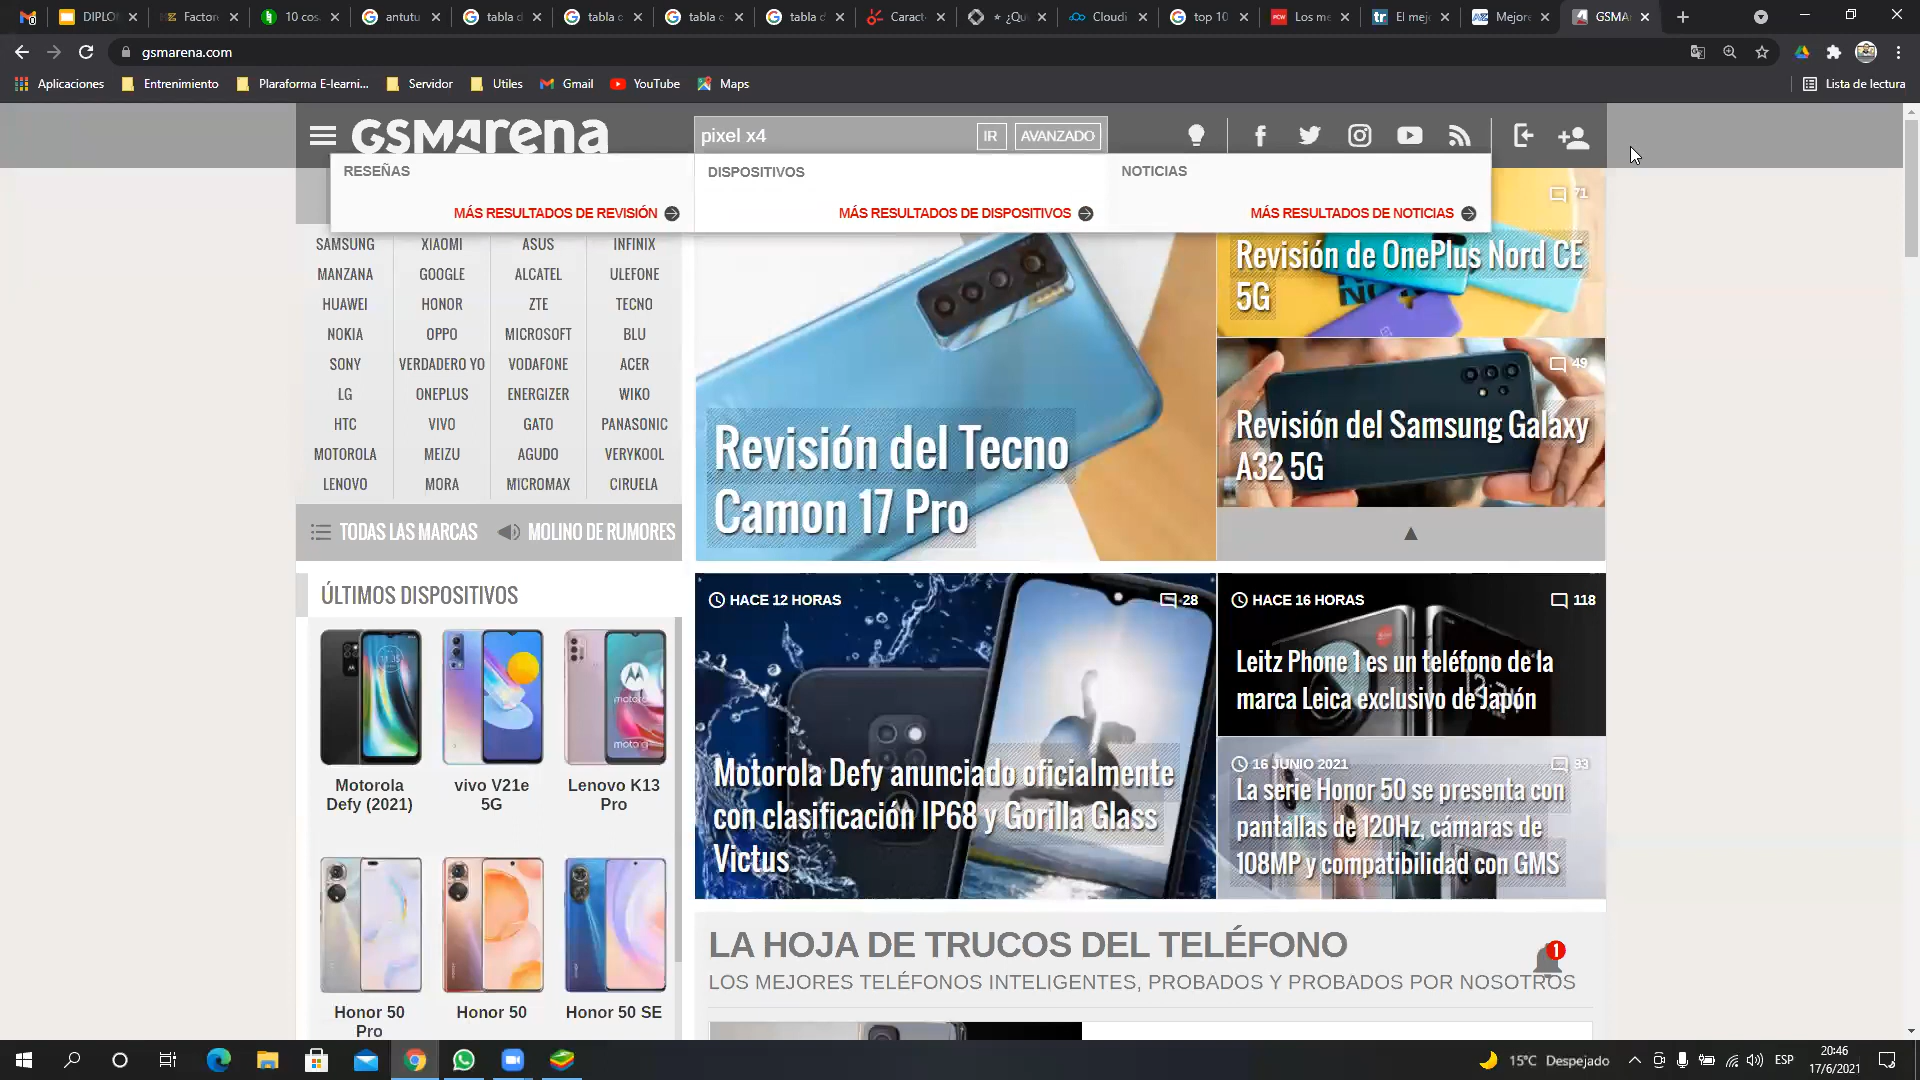 DIPLON
Factore
10 cos
antutu
tabla d
tabla c
tabla c
tabla d
Caract
¿Qu
Cloudi
top 10
Los me
El mej
Mejore
GSMA
gsmarena.com
Aplicaciones
Entrenimiento
Plaraforma E-learni...
Servidor
Utiles
Gmail
YouTube
Maps
Lista de lectura
GSMArena
pixel x4
IR
AVANZADO
RESEÑAS
DISPOSITIVOS
NOTICIAS
MÁS RESULTADOS DE REVISIÓN
MÁS RESULTADOS DE DISPOSITIVOS
MÁS RESULTADOS DE NOTICIAS
71
SAMSUNG XIAOMI ASUS INFINIX
MANZANA GOOGLE ALCATEL ULEFONE
HUAWEI HONOR ZTE TECNO
NOKIA OPPO MICROSOFT BLU
SONY VERDADERO YO VODAFONE ACER
LG ONEPLUS ENERGIZER WIKO
HTC VIVO GATO PANASONIC
MOTOROLA MEIZU AGUDO VERYKOOL
LENOVO MORA MICROMAX CIRUELA
TODAS LAS MARCAS
MOLINO DE RUMORES
Revisión del Tecno
Camon 17 Pro
Revisión de OnePlus Nord CE
5G
49
Revisión del Samsung Galaxy
A32 5G
ÚLTIMOS DISPOSITIVOS
Motorola
Defy (2021)
vivo V21e
5G
Lenovo K13
Pro
Honor 50
Pro
Honor 50
Honor 50 SE
HACE 12 HORAS
28
Motorola Defy anunciado oficialmente
con clasificación IP68 y Gorilla Glass
Victus
HACE 16 HORAS
118
Leitz Phone 1 es un teléfono de la
marca Leica exclusivo de Japón
16 JUNIO 2021
93
La serie Honor 50 se presenta con
pantallas de 120Hz, cámaras de
108MP y compatibilidad con GMS
LA HOJA DE TRUCOS DEL TELÉFONO
LOS MEJORES TELÉFONOS INTELIGENTES, PROBADOS Y PROBADOS POR NOSOTROS
1
15°C Despejado
ESP
20:46
17/6/2021